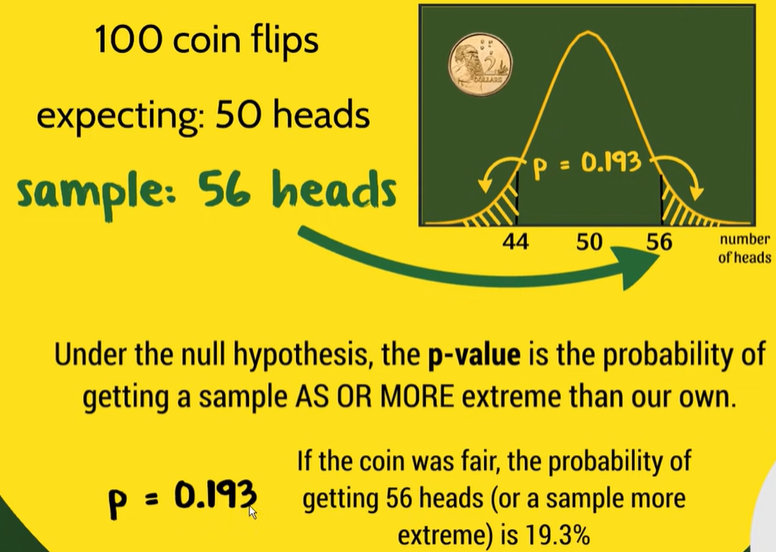 100 coin flips
expecting: 50 heads
sample: 56 heads
2
DOLLARS
p = 0.193
44 50 56 number
of heads
Under the null hypothesis, the p-value is the probability of
getting a sample AS OR MORE extreme than our own.
p = 0.193
If the coin was fair, the probability of
getting 56 heads (or a sample more
extreme) is 19.3%